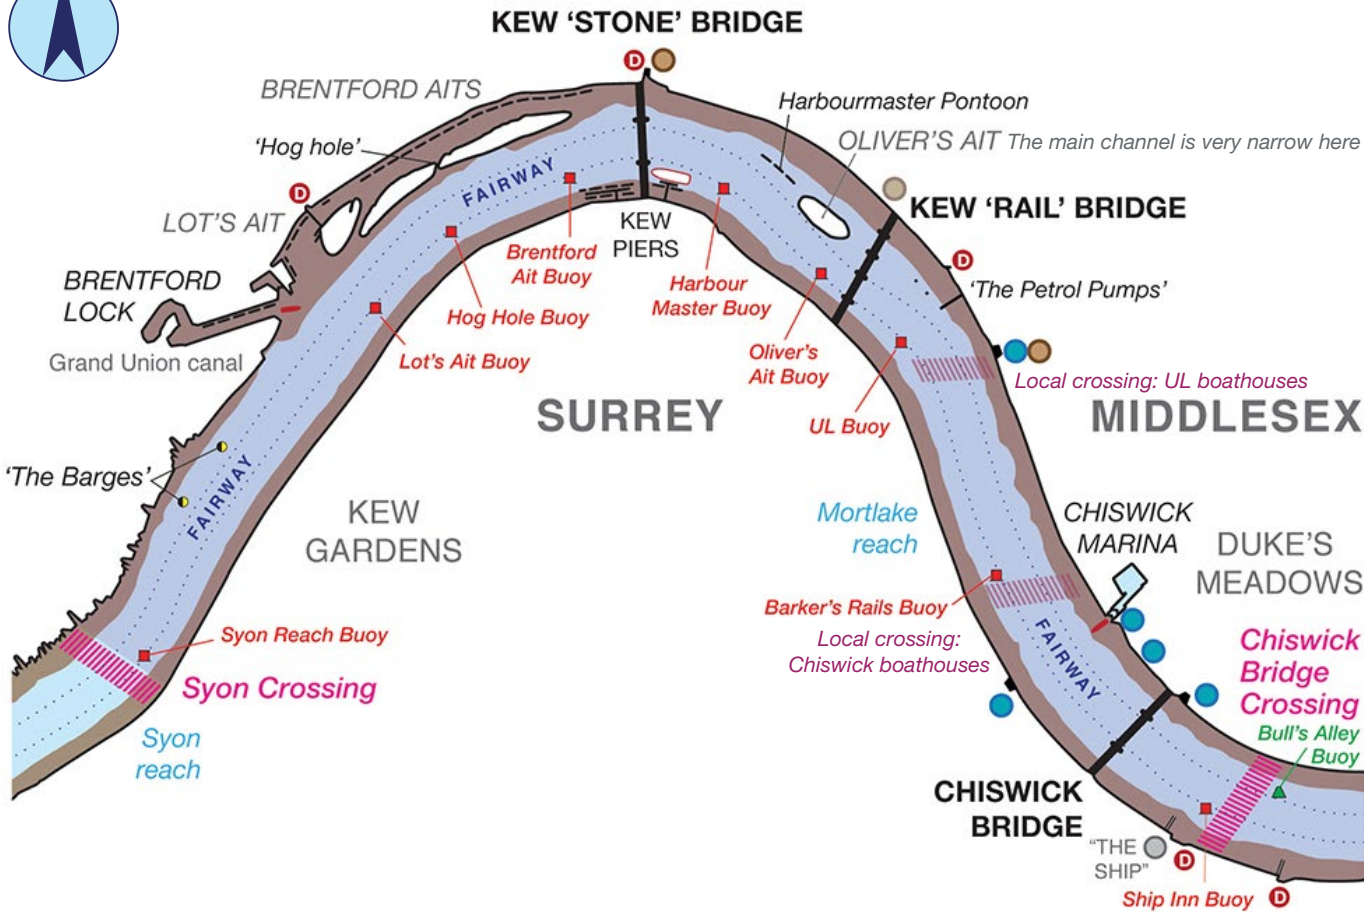 KEW ‘STONE’ BRIDGE
D
BRENTFORD AITS
Harbourmaster Pontoon
‘Hog hole’
OLIVER’S AIT The main channel is very narrow here
FAIRWAY
D
LOT’S AIT
KEW ‘RAIL’ BRIDGE
KEW
PIERS
Brentford
Ait Buoy
D
BRENTFORD
LOCK
Harbour
Master Buoy
‘The Petrol Pumps’
Hog Hole Buoy
Grand Union canal
Lot’s Ait Buoy
Oliver’s
Ait Buoy
Local crossing: UL boathouses
SURREY
MIDDLESEX
UL Buoy
‘The Barges’
FAIRWAY
KEW
GARDENS
Mortlake
reach
CHISWICK
MARINA
DUKE’S
MEADOWS
Barker’s Rails Buoy
Syon Reach Buoy
Local crossing:
Chiswick boathouses
FAIRWAY
Chiswick
Bridge
Crossing
Syon Crossing
Bull’s Alley
Buoy
Syon
reach
CHISWICK
BRIDGE
“THE
SHIP”
D
Ship Inn Buoy
D